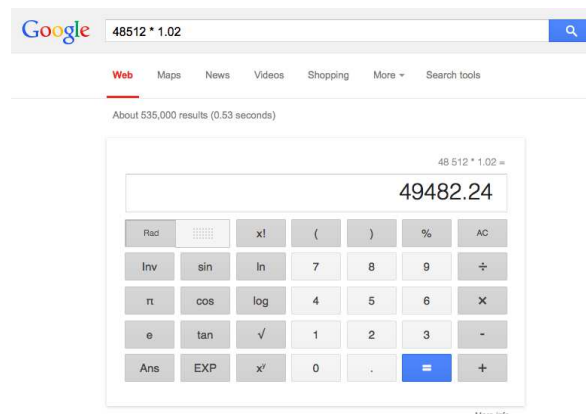 Google 48512 * 1.02
Web Maps News Videos Shopping More Search tools
About 535,000 results (0.53 seconds)
48 512 * 1.02 =
49482.24
Rad x! ( ) % AC
Inv sin ln 7 8 9 ÷
π cos log 4 5 6 ×
e tan √ 1 2 3 -
Ans EXP xʸ 0 . = +
More info